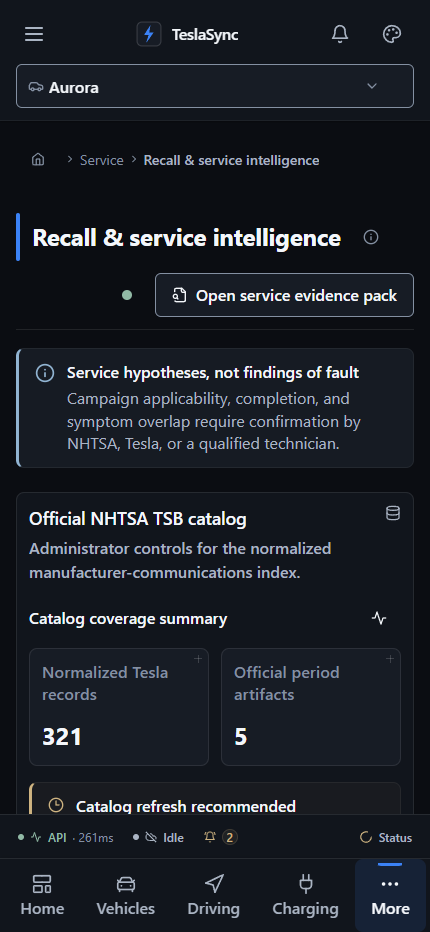 TeslaSync
Aurora
Service
Recall & service intelligence
Recall & service intelligence
Open service evidence pack
Service hypotheses, not findings of fault
Campaign applicability, completion, and
symptom overlap require confirmation by
NHTSA, Tesla, or a qualified technician.
Official NHTSA TSB catalog
Administrator controls for the normalized
manufacturer-communications index.
Catalog coverage summary
Normalized Tesla
records
321
Official period
artifacts
5
Catalog refresh recommended
API · 261ms
Idle
2
Status
Home
Vehicles
Driving
Charging
More